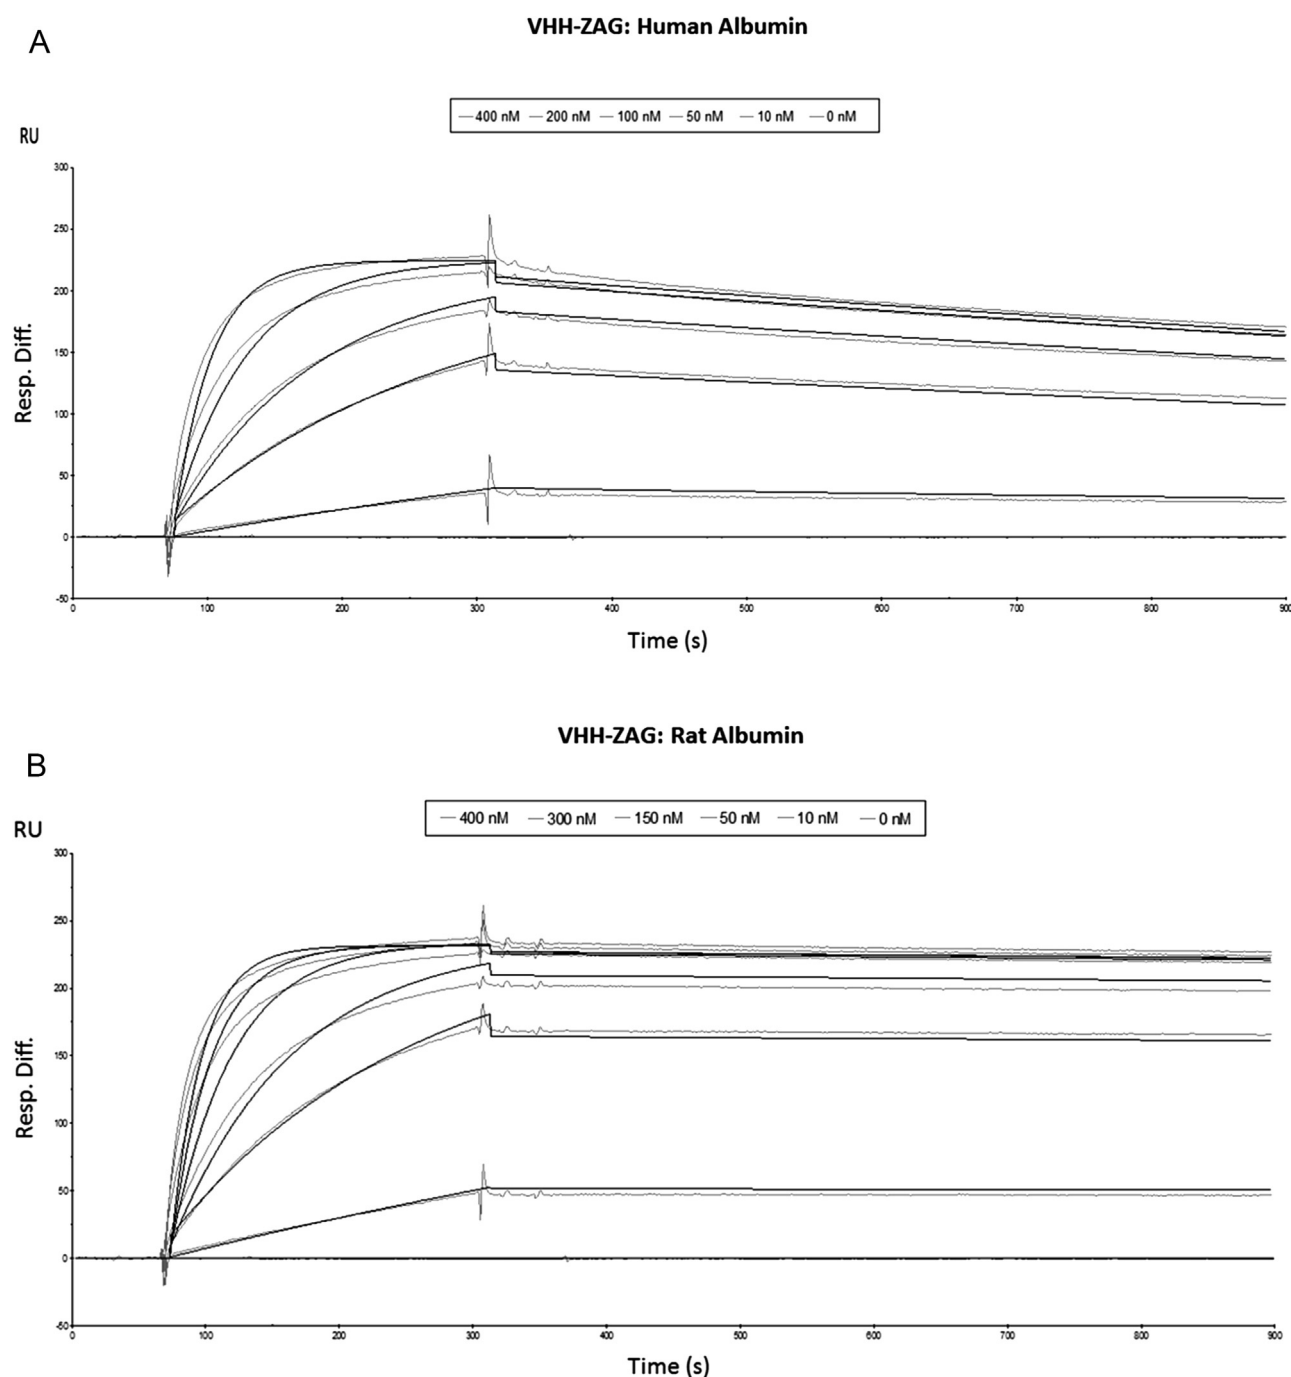 VHH-ZAG: Human Albumin
A
400 nM 200 nM 100 nM 50 nM 10 nM 0 nM
RU
300
250
200
150
100
50
0
-50
Resp. Diff.
0 100 200 300 400 500 600 700 800 900
Time (s)
VHH-ZAG: Rat Albumin
B
400 nM 300 nM 150 nM 50 nM 10 nM 0 nM
RU
300
250
200
150
100
50
0
-50
Resp. Diff.
0 100 200 300 400 500 600 700 800 900
Time (s)